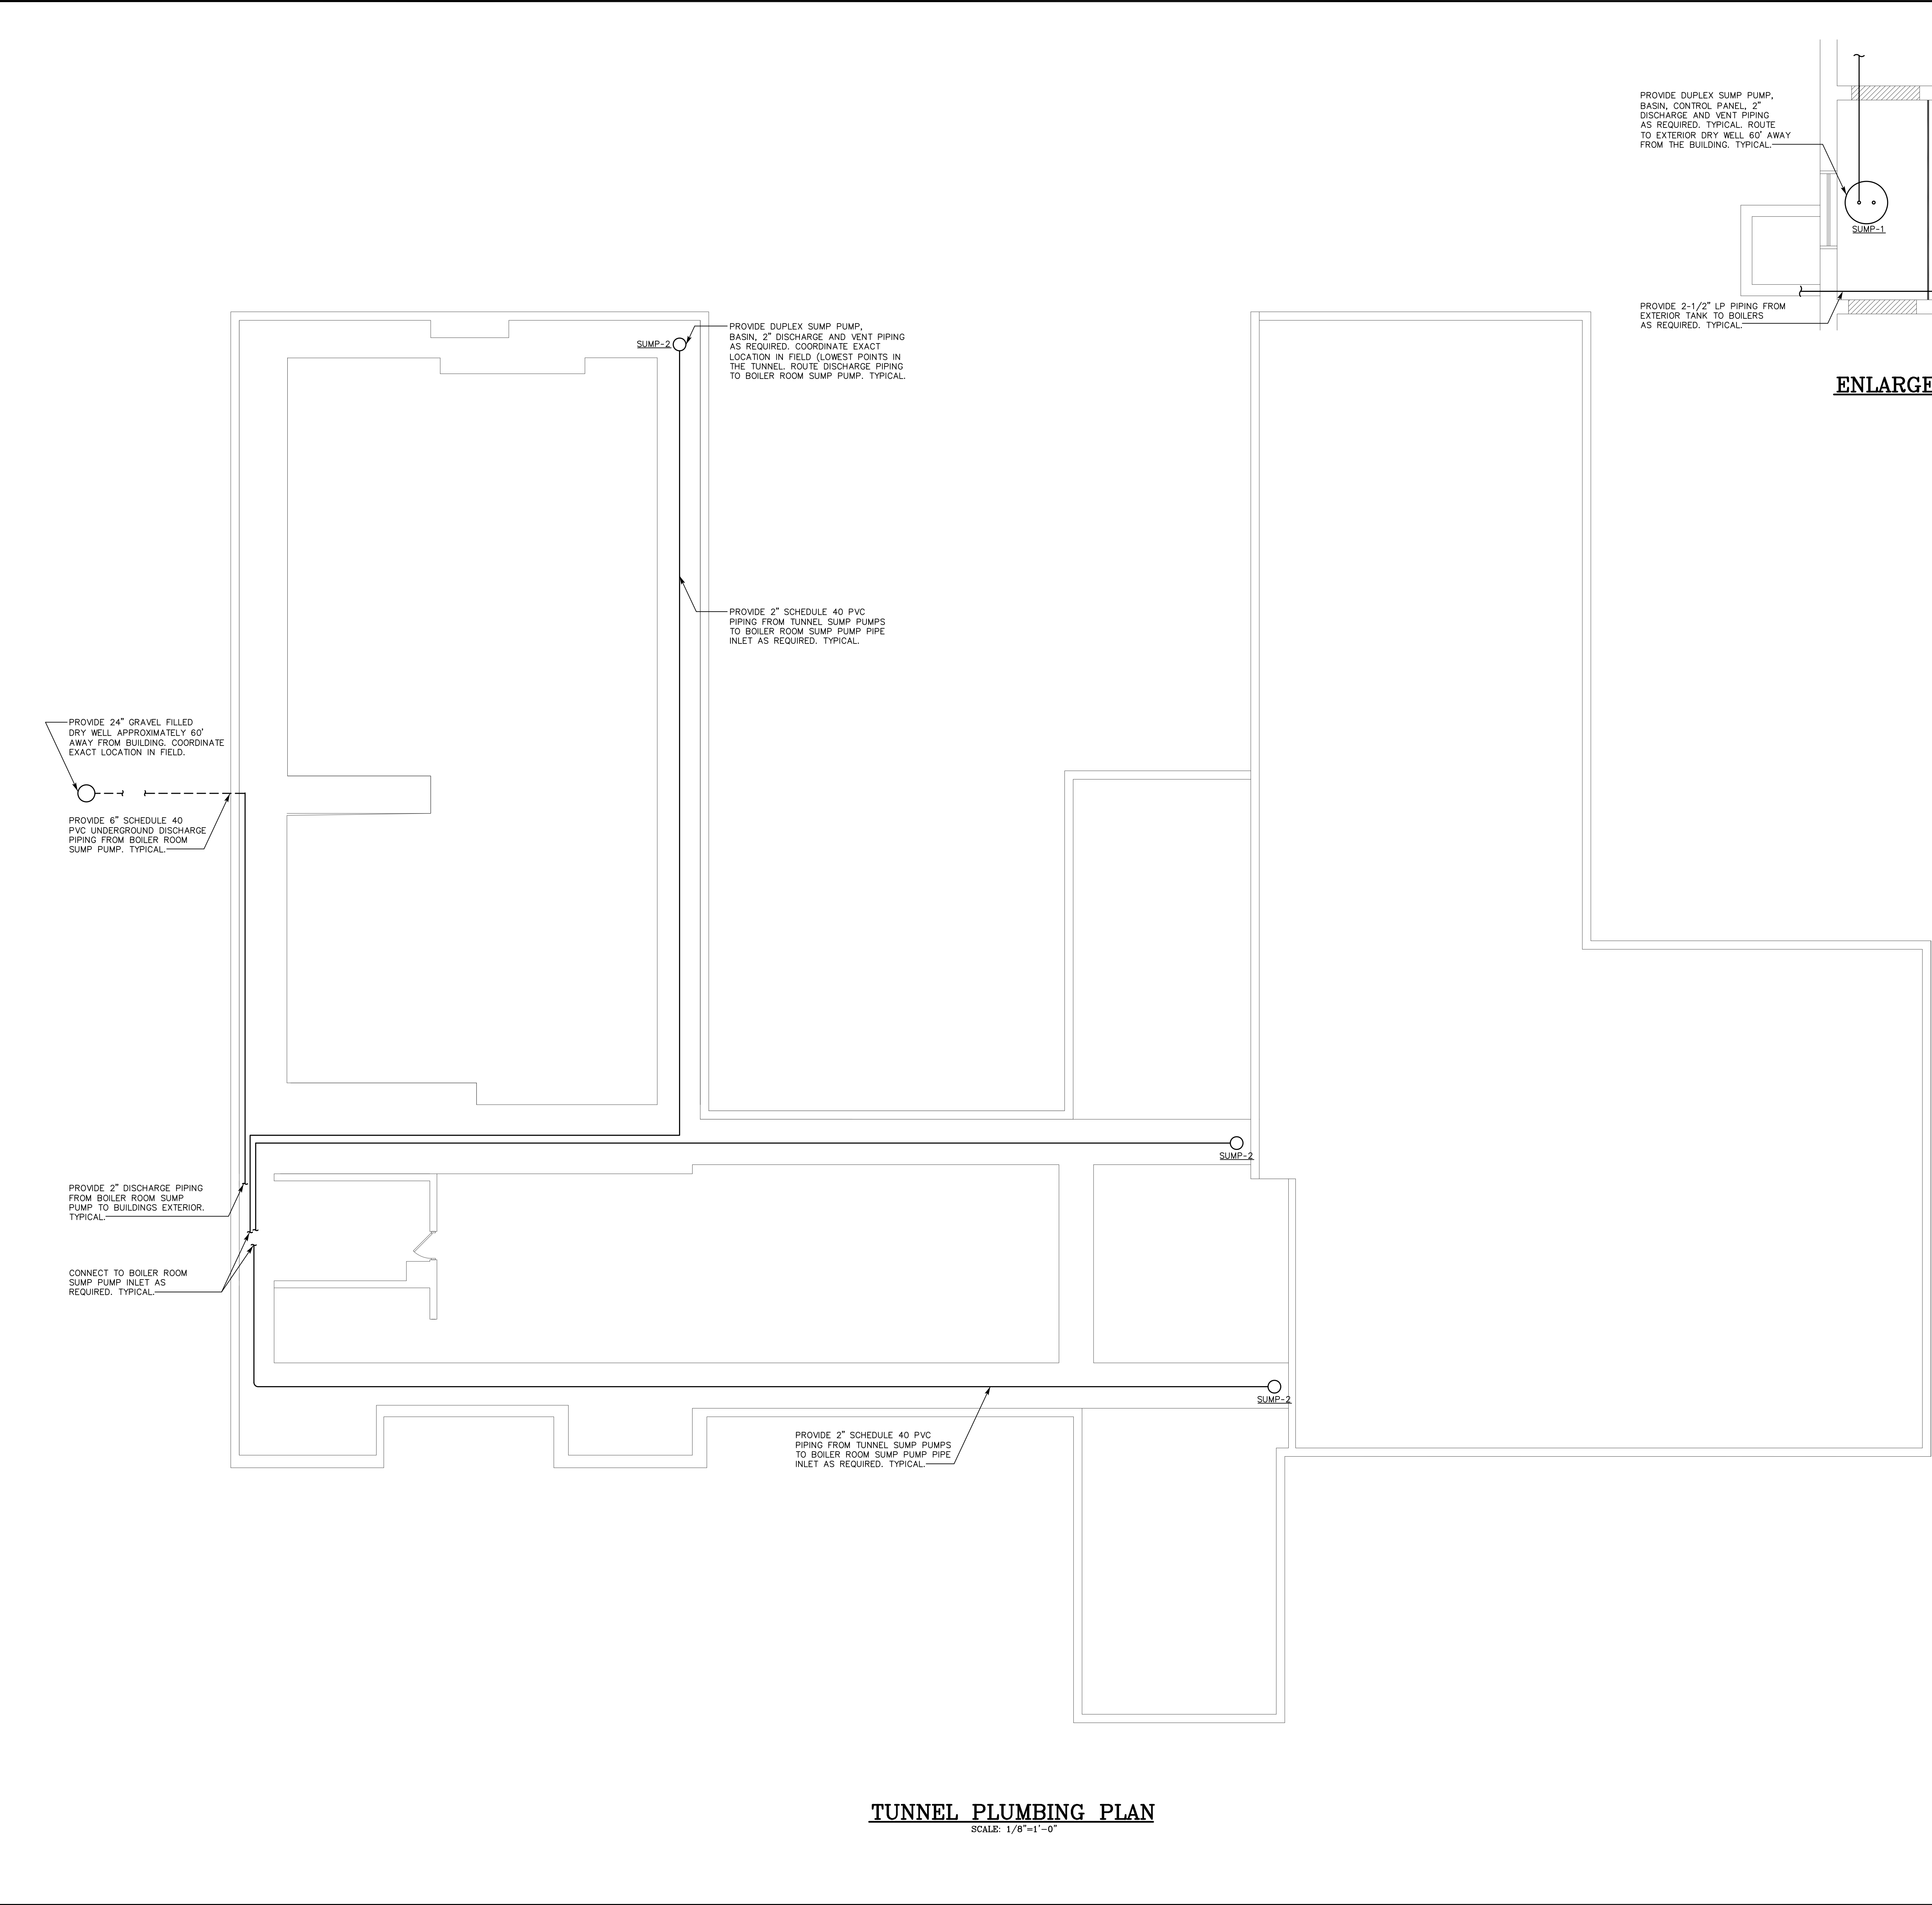 PROVIDE DUPLEX SUMP PUMP,
BASIN, CONTROL PANEL, 2"
DISCHARGE AND VENT PIPING
AS REQUIRED. TYPICAL. ROUTE
TO EXTERIOR DRY WELL 60' AWAY
FROM THE BUILDING. TYPICAL.
SUMP-1
PROVIDE 2-1/2" LP PIPING FROM
EXTERIOR TANK TO BOILERS
AS REQUIRED. TYPICAL.
ENLARGE
SUMP-2
PROVIDE DUPLEX SUMP PUMP,
BASIN, 2" DISCHARGE AND VENT PIPING
AS REQUIRED. COORDINATE EXACT
LOCATION IN FIELD (LOWEST POINTS IN
THE TUNNEL. ROUTE DISCHARGE PIPING
TO BOILER ROOM SUMP PUMP. TYPICAL.
PROVIDE 2" SCHEDULE 40 PVC
PIPING FROM TUNNEL SUMP PUMPS
TO BOILER ROOM SUMP PUMP PIPE
INLET AS REQUIRED. TYPICAL.
PROVIDE 24" GRAVEL FILLED
DRY WELL APPROXIMATELY 60'
AWAY FROM BUILDING. COORDINATE
EXACT LOCATION IN FIELD.
PROVIDE 6" SCHEDULE 40
PVC UNDERGROUND DISCHARGE
PIPING FROM BOILER ROOM
SUMP PUMP. TYPICAL.
SUMP-2
PROVIDE 2" DISCHARGE PIPING
FROM BOILER ROOM SUMP
PUMP TO BUILDINGS EXTERIOR.
TYPICAL.
CONNECT TO BOILER ROOM
SUMP PUMP INLET AS
REQUIRED. TYPICAL.
SUMP-2
PROVIDE 2" SCHEDULE 40 PVC
PIPING FROM TUNNEL SUMP PUMPS
TO BOILER ROOM SUMP PUMP PIPE
INLET AS REQUIRED. TYPICAL.
TUNNEL PLUMBING PLAN
SCALE: 1/8"=1'-0"